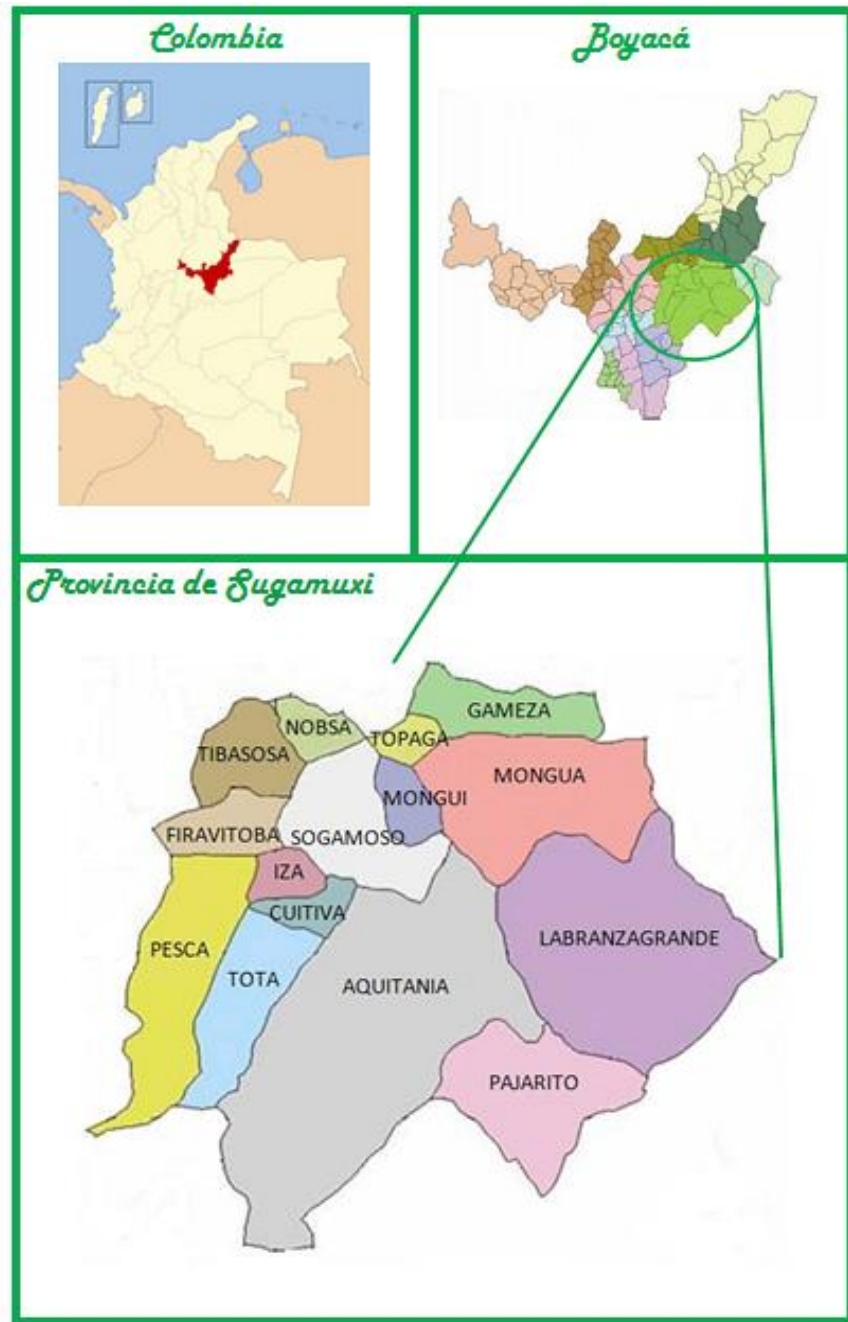 Colombia
Boyacá
Provincia de Sugamuxi
GAMEZA
NOBSA
TOPAGA
TIBASOSA
MONGUA
MONGUI
FIRAVITOBA
SOGAMOSO
IZA
CUITIVA
LABRANZAGRANDE
PESCA
TOTA
AQUITANIA
PAJARITO